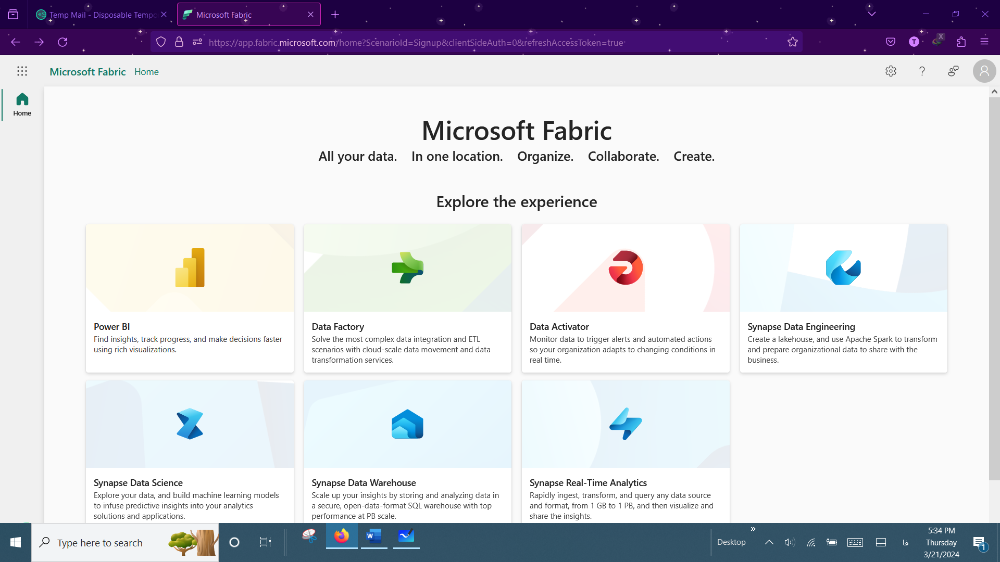 Temp Mail - Disposable Tempo
Microsoft Fabric
https://app.fabric.microsoft.com/home?ScenarioId=Signup&clientSideAuth=0&refreshAccessToken=true
T
X
Microsoft Fabric Home
Home
Microsoft Fabric
All your data. In one location. Organize. Collaborate. Create.
Explore the experience
Power BI
Find insights, track progress, and make decisions faster
using rich visualizations.
Data Factory
Solve the most complex data integration and ETL
scenarios with cloud-scale data movement and data
transformation services.
Data Activator
Monitor data to trigger alerts and automated actions
so your organization adapts to changing conditions in
real time.
Synapse Data Engineering
Create a lakehouse, and use Apache Spark to transform
and prepare organizational data to share with the
business.
Synapse Data Science
Explore your data, and build machine learning models
to infuse predictive insights into your analytics
solutions and applications.
Synapse Data Warehouse
Scale up your insights by storing and analyzing data in
a secure, open-data-format SQL warehouse with top
performance at PB scale.
Synapse Real-Time Analytics
Rapidly ingest, transform, and query any data source
and format, from 1 GB to 1 PB, and then visualize and
share the insights.
Type here to search
W
Desktop
فا
5:34 PM
Thursday
3/21/2024
1